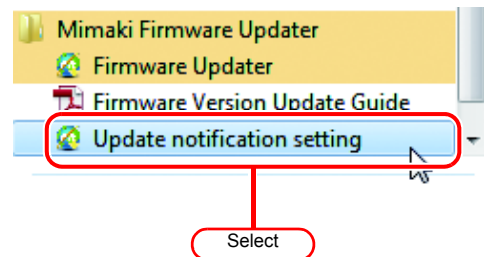 Mimaki Firmware Updater
Firmware Updater
Firmware Version Update Guide
Update notification setting
Select